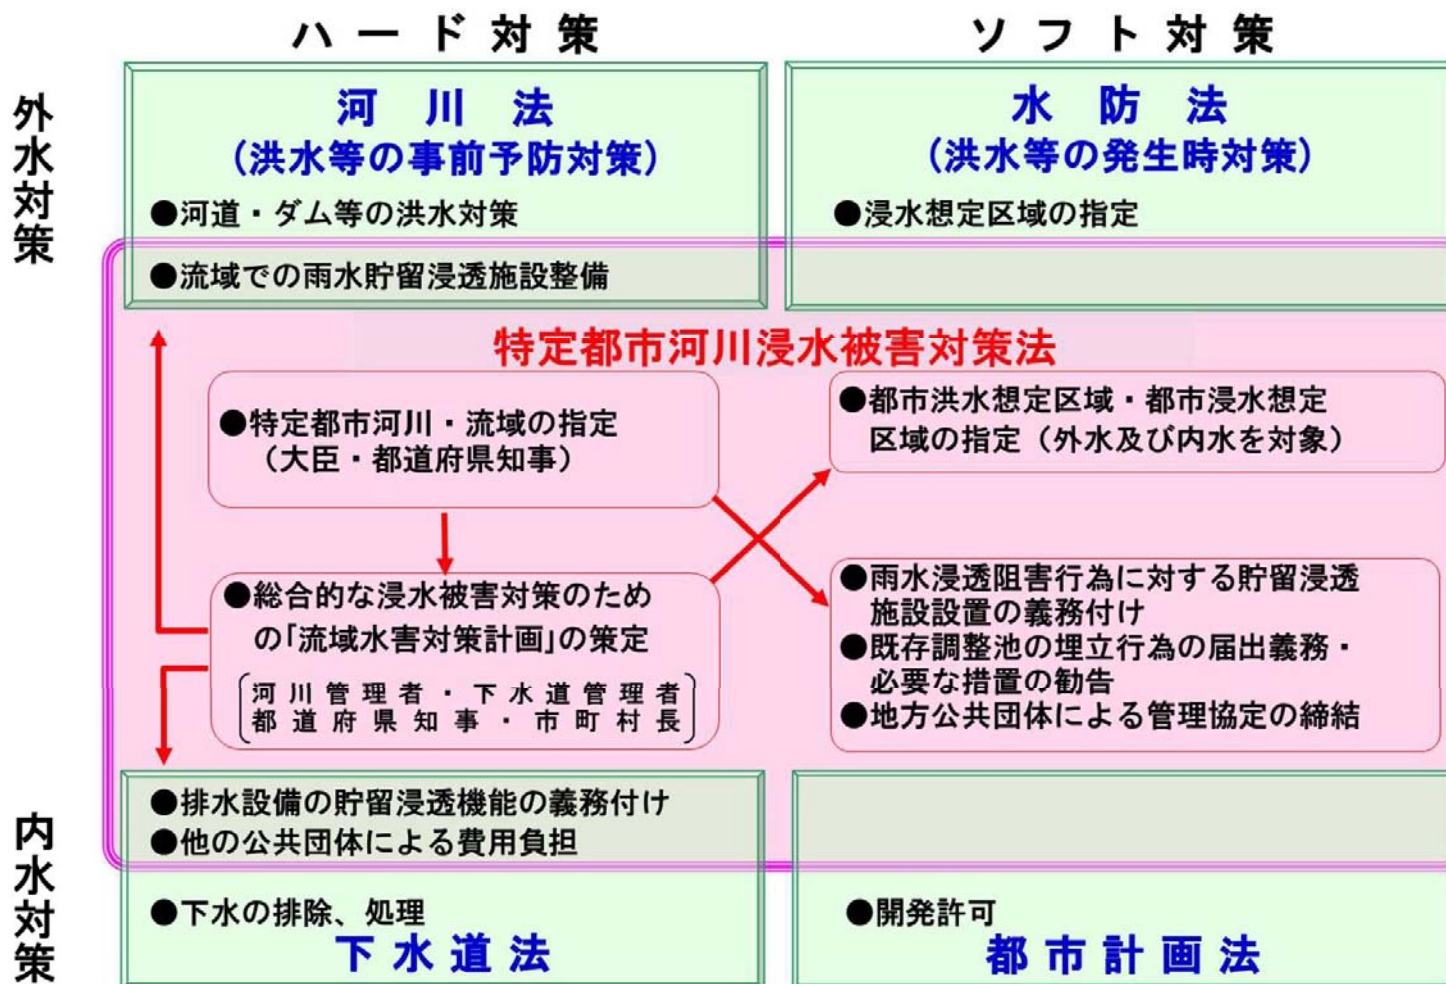 ハード対策
ソフト対策
外水対策
河川法
（洪水等の事前予防対策）
●河道・ダム等の洪水対策
●流域での雨水貯留浸透施設整備
水防法
（洪水等の発生時対策）
●浸水想定区域の指定
特定都市河川浸水被害対策法
●特定都市河川・流域の指定
（大臣・都道府県知事）
●都市洪水想定区域・都市浸水想定
区域の指定（外水及び内水を対象）
●総合的な浸水被害対策のため
の「流域水害対策計画」の策定
河川管理者・下水道管理者
都道府県知事・市町村長
●雨水浸透阻害行為に対する貯留浸透
施設設置の義務付け
●既存調整池の埋立行為の届出義務・
必要な措置の勧告
●地方公共団体による管理協定の締結
内水対策
●排水設備の貯留浸透機能の義務付け
●他の公共団体による費用負担
●下水の排除、処理
下水道法
●開発許可
都市計画法